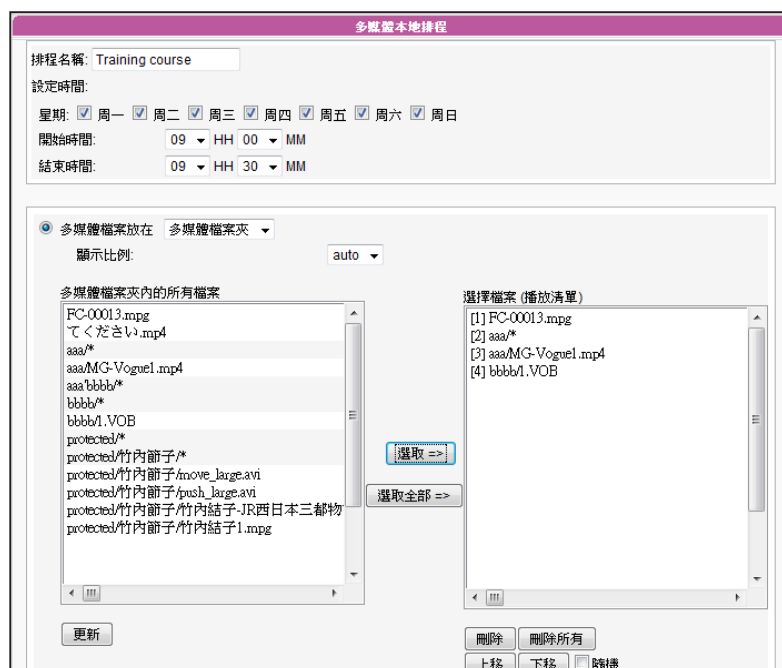 多媒體本地排程
排程名稱: Training course
設定時間:
星期: 周一 周二 周三 周四 周五 周六 周日
開始時間: 09 HH 00 MM
結束時間: 09 HH 30 MM
多媒體檔案放在 多媒體檔案夾
顯示比例: auto
多媒體檔案夾內的所有檔案
FC-00013.mpg
てください.mp4
aaa/*
aaa/MG-Vogue1.mp4
aaa/bbbb/*
bbbb/*
bbbb/1.VOB
protected/*
protected/竹內節子/*
protected/竹內節子/move_large.avi
protected/竹內節子/push_large.avi
protected/竹內節子/竹內結子-JR西日本三都物
protected/竹內節子/竹內結子1.mpg
選取 =>
選取全部 =>
選擇檔案 (播放清單)
[1] FC-00013.mpg
[2] aaa/*
[3] aaa/MG-Vogue1.mp4
[4] bbbb/1.VOB
更新
刪除 刪除所有
上移 下移 隨機